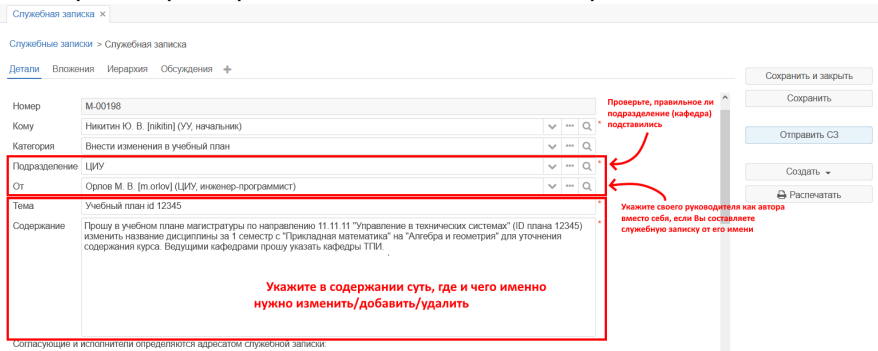 Служебная записка ×
Служебные записки > Служебная записка
Детали Вложения Иерархия Обсуждения +
Сохранить и закрыть
Номер M-00198
Сохранить
Проверьте, правильное ли
подразделение (кафедра)
подставились
Кому Никитин Ю. В. [nikitin] (УУ, начальник) *
Категория Внести изменения в учебный план
Отправить СЗ
Подразделение ЦИУ *
Создать
От Орлов М. В. [m.orlov] (ЦИУ, инженер-программист)
Распечатать
Тема Учебный план id 12345 *
Укажите своего руководителя как автора
вместо себя, если Вы составляете
служебную записку от его имени
Содержание Прошу в учебном плане магистратуры по направлению 11.11.11 "Управление в технических системах" (ID плана 12345) *
изменить название дисциплины за 1 семестр с "Прикладная математика" на "Алгебра и геометрия" для уточнения
содержания курса. Ведущими кафедрами прошу указать кафедры ТПИ.
Укажите в содержании суть, где и чего именно
нужно изменить/добавить/удалить
Согласующие и исполнители определяются адресатом служебной записки: